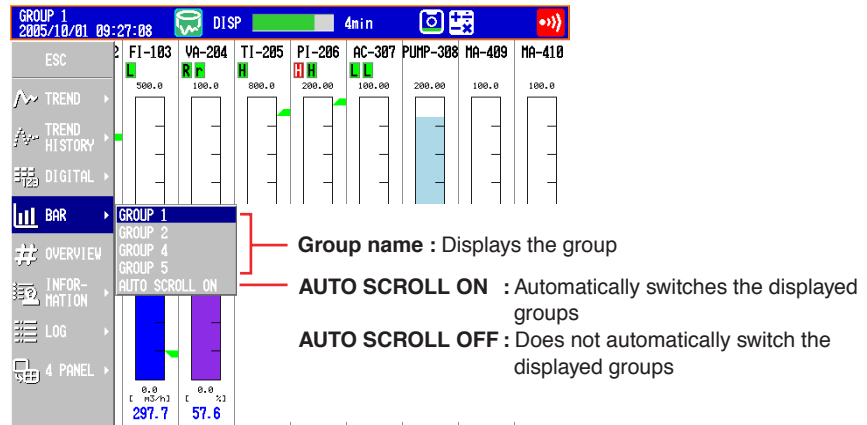 GROUP 1
2005/10/01 09:27:08
DISP
4min
ESC
2 FI-103 VA-204 TI-205 PI-206 AC-307 PUMP-308 MA-409 MA-410
L R r H H H L L
500.0 100.0 800.0 200.00 100.00 200.00 100.0 100.0
TREND
TREND
HISTORY
DIGITAL
123
BAR
GROUP 1
GROUP 2
GROUP 4
GROUP 5
AUTO SCROLL ON
OVERVIEW
INFOR-
MATION
LOG
4 PANEL
Group name : Displays the group
AUTO SCROLL ON : Automatically switches the displayed
groups
AUTO SCROLL OFF : Does not automatically switch the
displayed groups
0.0 0.0
[ m3/h] [ %]
297.7 57.6